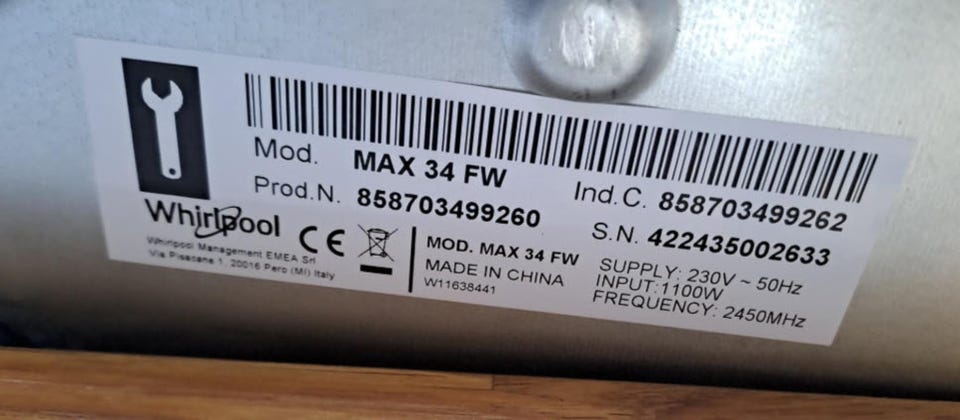 Mod. MAX 34 FW
Prod.N. 858703499260
Ind.C. 858703499262
S.N. 422435002633
Whirlpool
CE
Whirlpool Management EMEA Srl
Via Pisacane 1, 20016 Pero (MI) Italy
MOD. MAX 34 FW
MADE IN CHINA
W11638441
SUPPLY: 230V ~ 50Hz
INPUT:1100W
FREQUENCY: 2450MHz